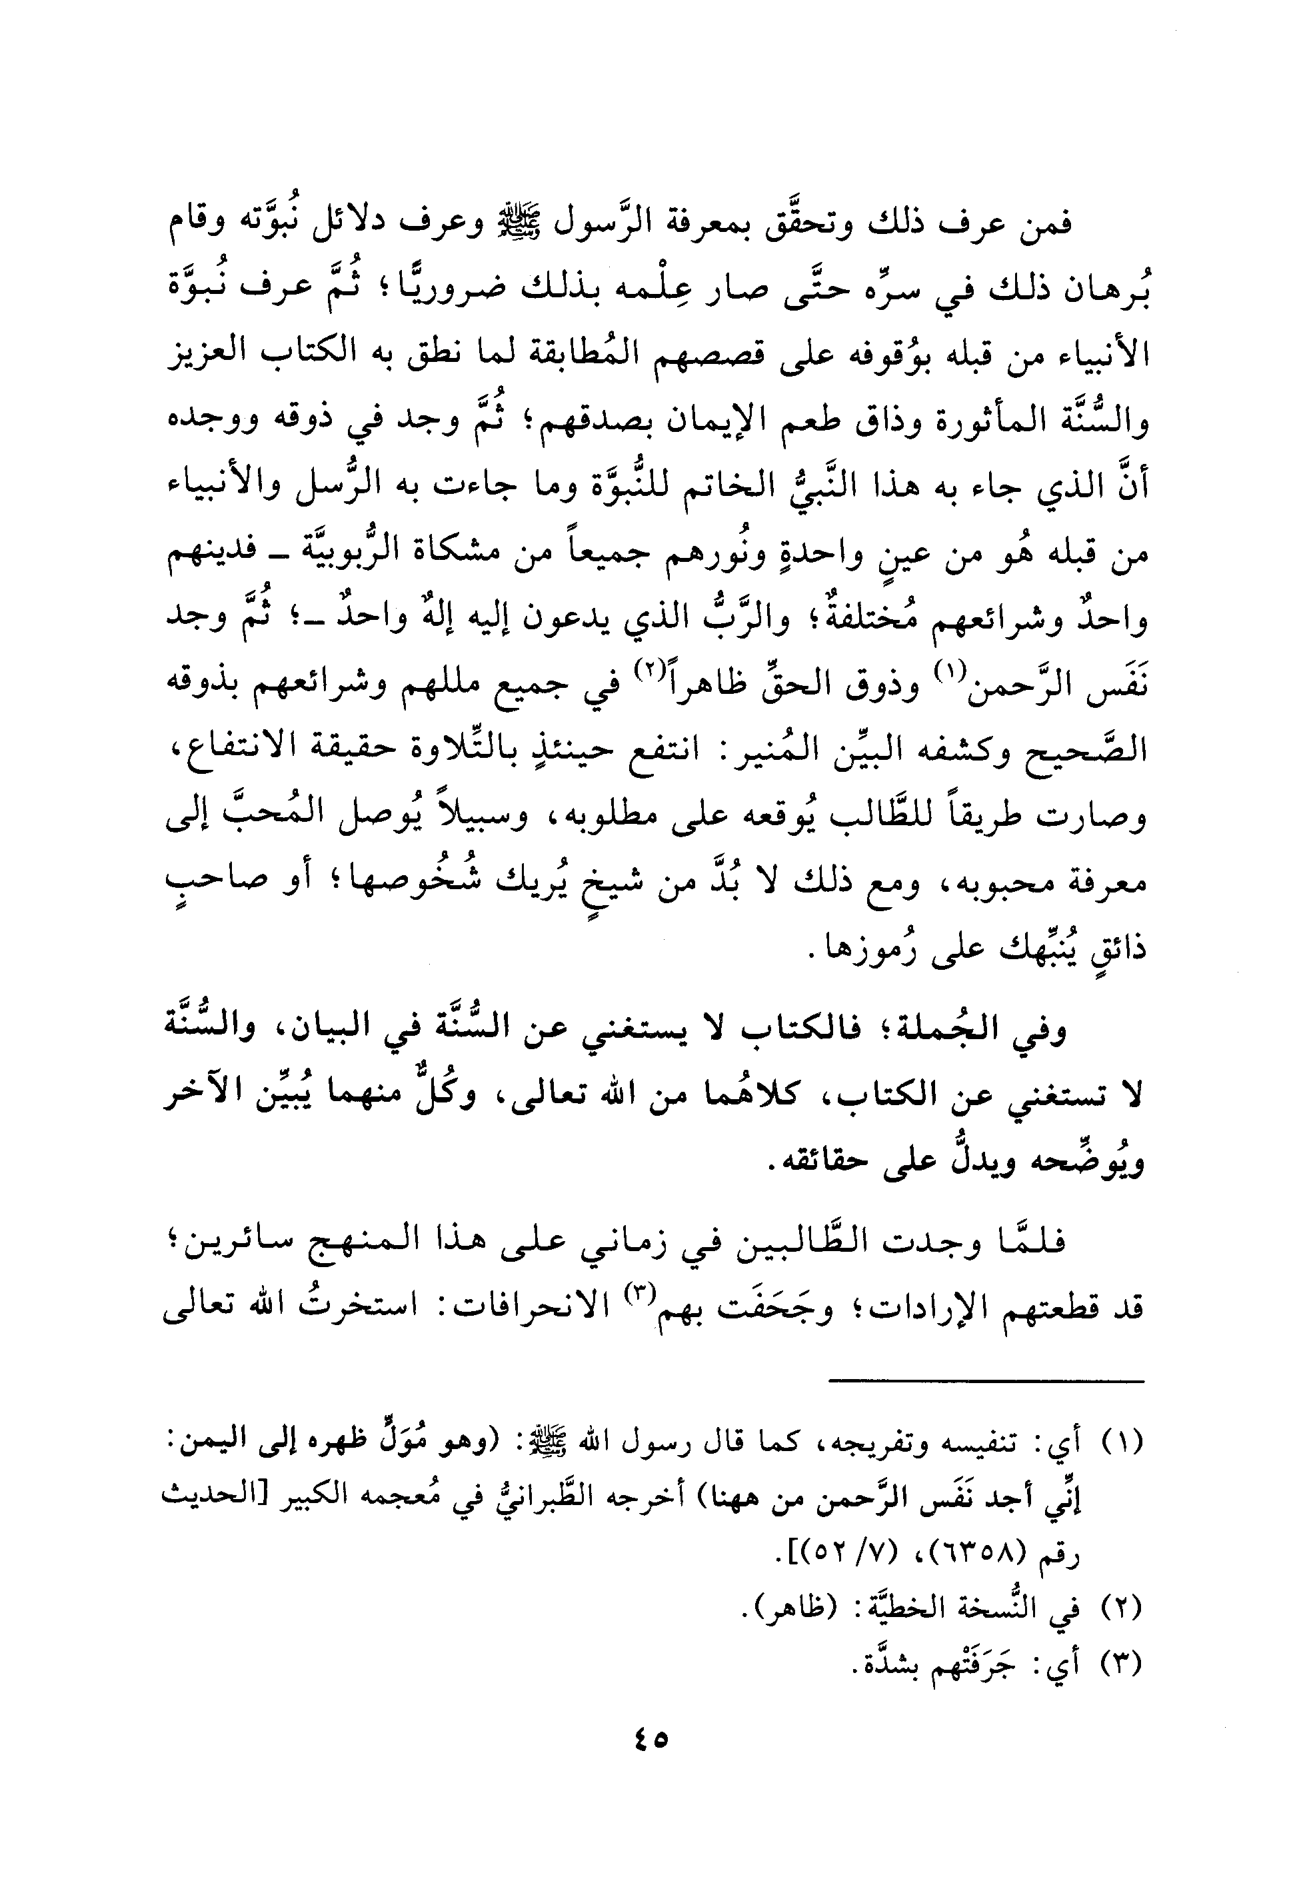 فمن عرف ذلك وتحقَّق بمعرفة الرَّسول ﷺ وعرف دلائل نُبوَّته وقام
بُرهان ذلك في سرِّه حتَّى صار عِلْمه بذلك ضروريًّا؛ ثُمَّ عرف نُبوَّة
الأنبياء من قبله بوُقوفه على قصصهم المُطابقة لما نطق به الكتاب العزيز
والسُّنَّة المأثورة وذاق طعم الإيمان بصدقهم؛ ثُمَّ وجد في ذوقه ووجده
أنَّ الذي جاء به هذا النَّبيُّ الخاتم للنُّبوَّة وما جاءت به الرُّسل والأنبياء
من قبله هُو من عينٍ واحدةٍ ونُورهم جميعاً من مشكاة الرُّبوبيَّة ـ فدينهم
واحدٌ وشرائعهم مُختلفةٌ؛ والرَّبُّ الذي يدعون إليه إلهٌ واحدٌ ـ؛ ثُمَّ وجد
نَفَس الرَّحمن(١) وذوق الحقِّ ظاهراً(٢) في جميع مللهم وشرائعهم بذوقه
الصَّحيح وكشفه البيِّن المُنير: انتفع حينئذٍ بالتِّلاوة حقيقة الانتفاع،
وصارت طريقاً للطَّالب يُوقعه على مطلوبه، وسبيلاً يُوصل المُحبَّ إلى
معرفة محبوبه، ومع ذلك لا بُدَّ من شيخٍ يُريك شُخُوصها؛ أو صاحبٍ
ذائقٍ يُنبِّهك على رُموزها.
وفي الجُملة؛ فالكتاب لا يستغني عن السُّنَّة في البيان، والسُّنَّة
لا تستغني عن الكتاب، كلاهُما من الله تعالى، وكُلٌّ منهما يُبيِّن الآخر
ويُوضِّحه ويدلُّ على حقائقه.
فلمَّا وجدت الطَّالبين في زماني على هذا المنهج سائرين؛
قد قطعتهم الإرادات؛ وجَحَفَت بهم(٣) الانحرافات: استخرتُ الله تعالى
(١) أي: تنفيسه وتفريجه، كما قال رسول الله ﷺ: (وهو مُوَلٍّ ظهره إلى اليمن:
إنِّي أجد نَفَس الرَّحمن من ههنا) أخرجه الطَّبرانيُّ في مُعجمه الكبير [الحديث
رقم (٦٣٥٨)، (٧/ ٥٢)].
(٢) في النُّسخة الخطيَّة: (ظاهر).
(٣) أي: جَرَفَتْهم بشدَّة.
٤٥